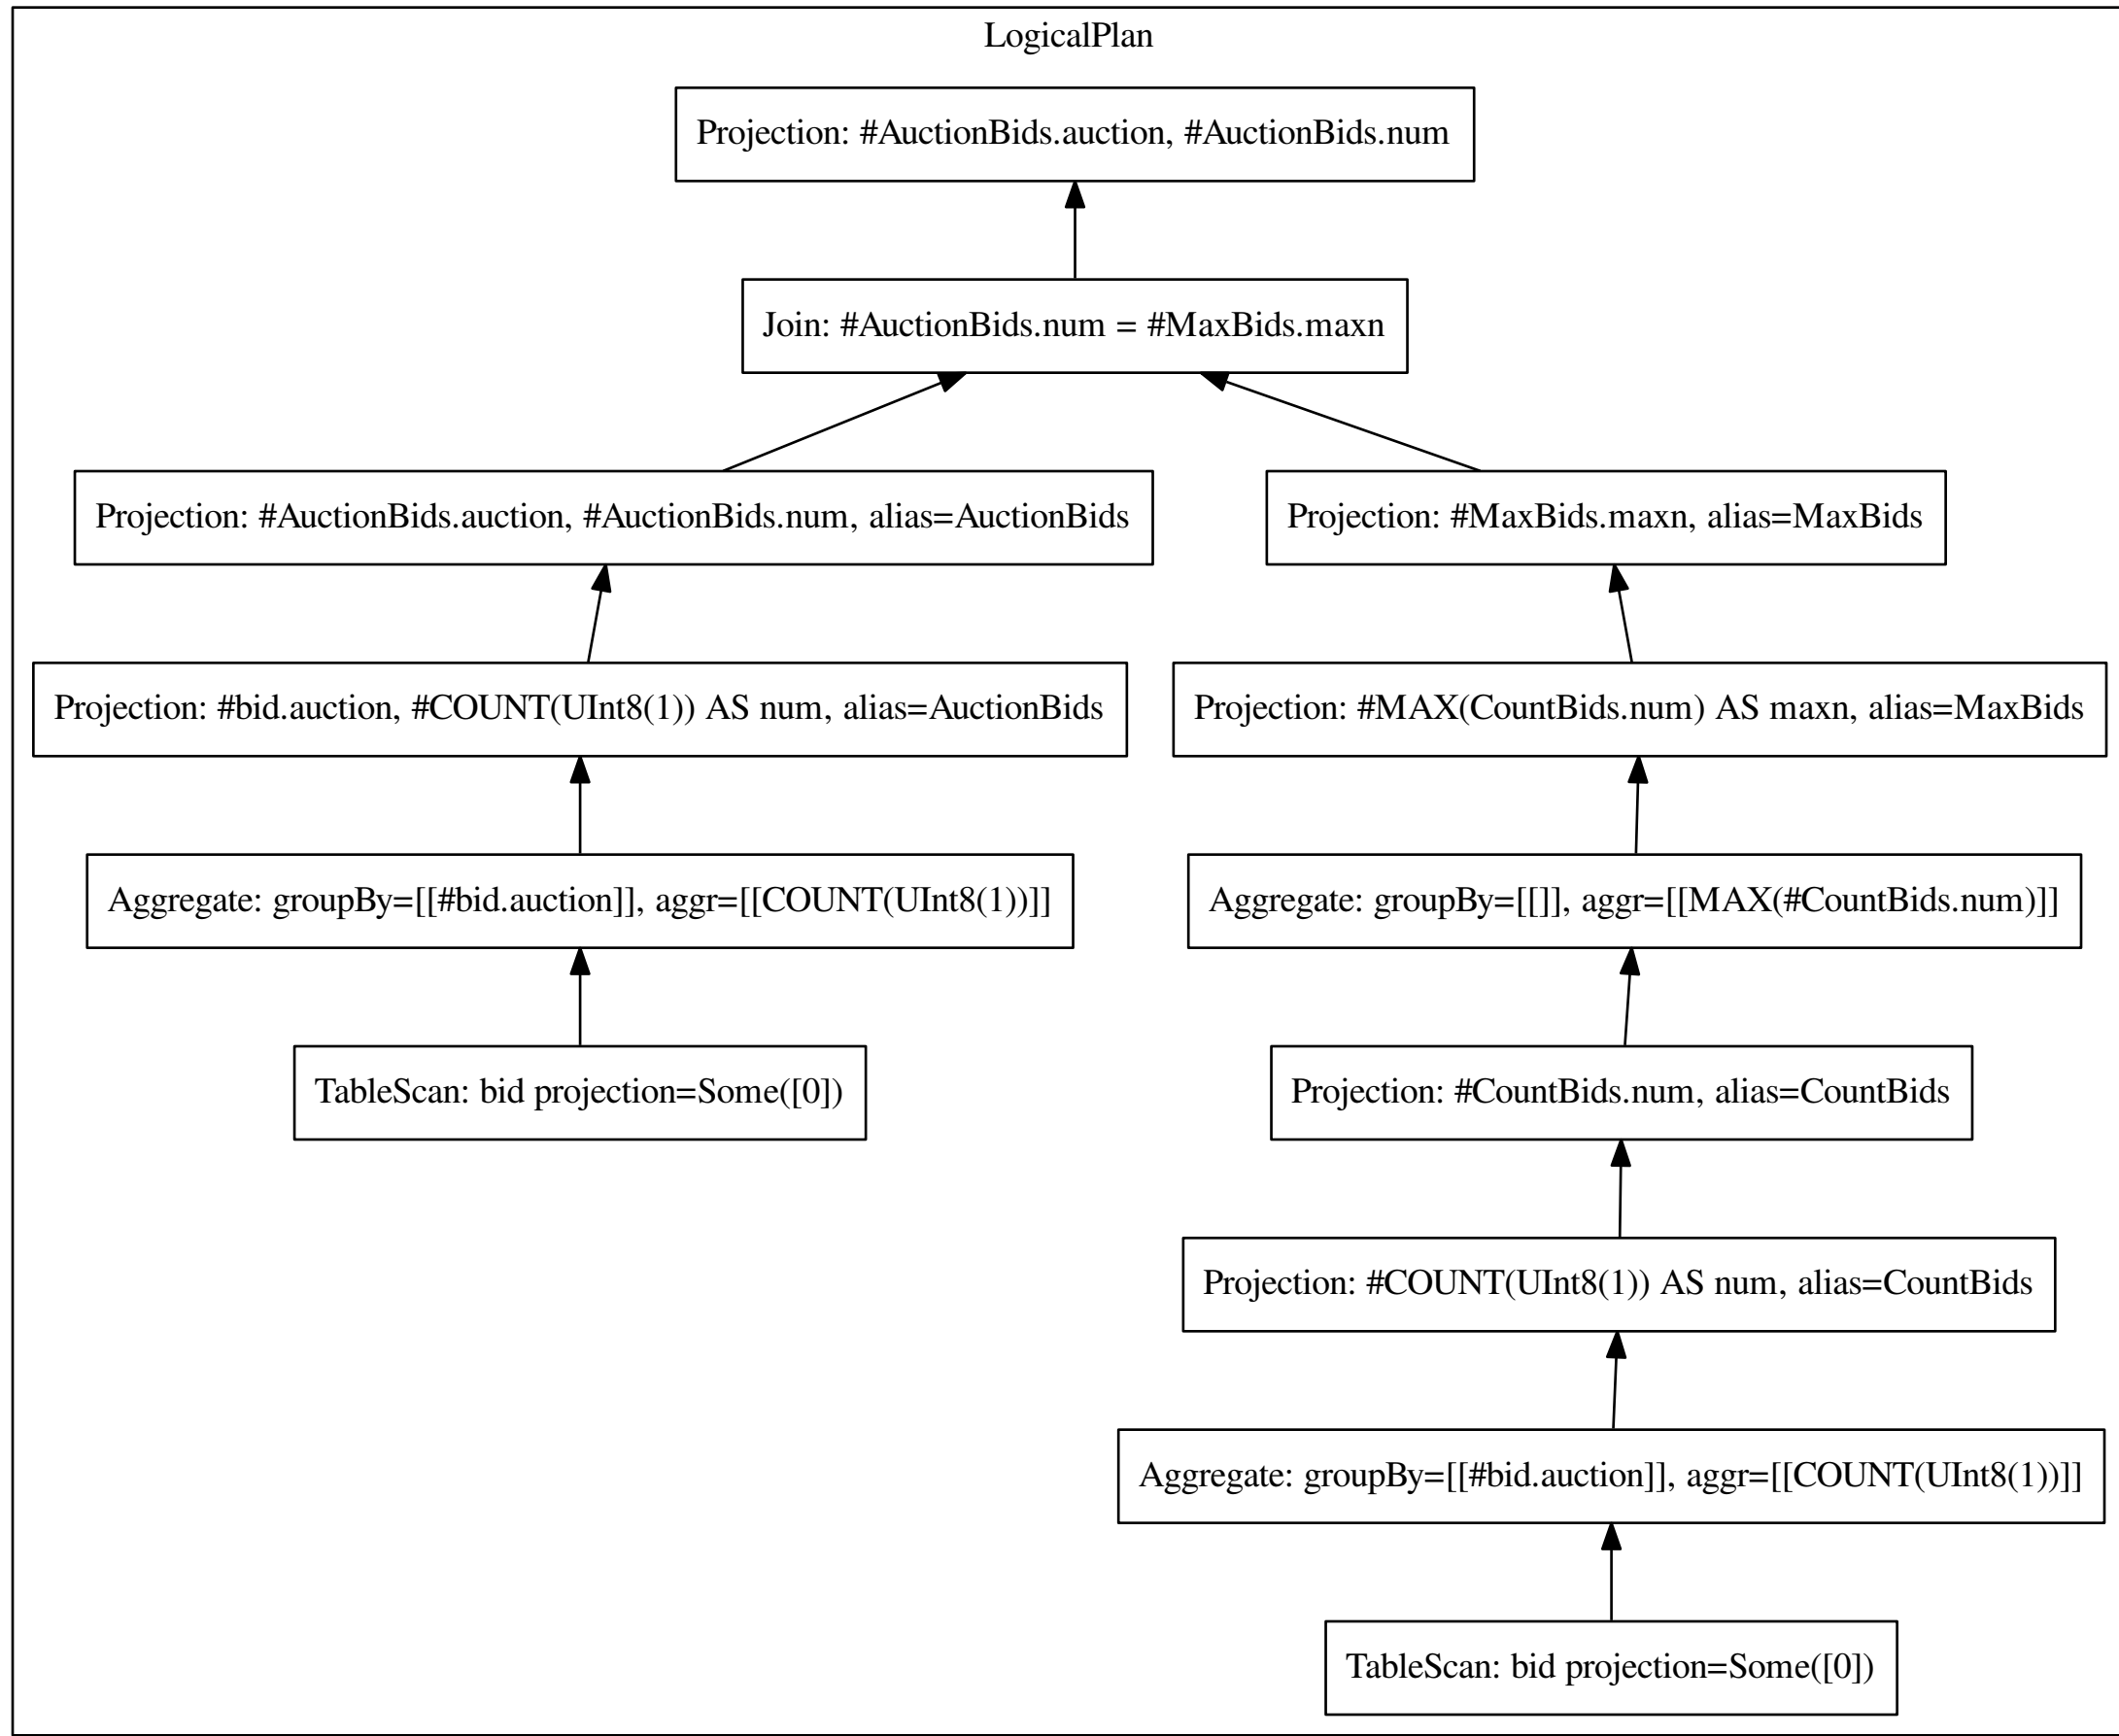 LogicalPlan
Projection: #AuctionBids.auction, #AuctionBids.num
Join: #AuctionBids.num = #MaxBids.maxn
Projection: #AuctionBids.auction, #AuctionBids.num, alias=AuctionBids
Projection: #MaxBids.maxn, alias=MaxBids
Projection: #bid.auction, #COUNT(UInt8(1)) AS num, alias=AuctionBids
Projection: #MAX(CountBids.num) AS maxn, alias=MaxBids
Aggregate: groupBy=[[#bid.auction]], aggr=[[COUNT(UInt8(1))]]
Aggregate: groupBy=[[]], aggr=[[MAX(#CountBids.num)]]
TableScan: bid projection=Some([0])
Projection: #CountBids.num, alias=CountBids
Projection: #COUNT(UInt8(1)) AS num, alias=CountBids
Aggregate: groupBy=[[#bid.auction]], aggr=[[COUNT(UInt8(1))]]
TableScan: bid projection=Some([0])